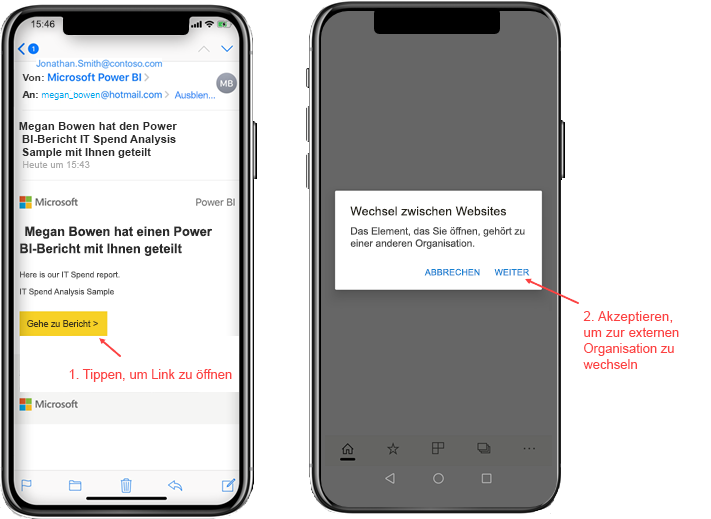 15:46
1
Jonathan.Smith@contoso.com
Von: Microsoft Power BI >
MB
An: megan_bowen@hotmail.com > Ausblen...
Megan Bowen hat den Power
BI-Bericht IT Spend Analysis
Sample mit Ihnen geteilt
Heute um 15:43
Microsoft Power BI
Megan Bowen hat einen Power
BI-Bericht mit Ihnen geteilt
Here is our IT Spend report.
IT Spend Analysis Sample
Gehe zu Bericht >
1. Tippen, um Link zu öffnen
Microsoft
Wechsel zwischen Websites
Das Element, das Sie öffnen, gehört zu
einer anderen Organisation.
ABBRECHEN WEITER
2. Akzeptieren,
um zur externen
Organisation zu
wechseln